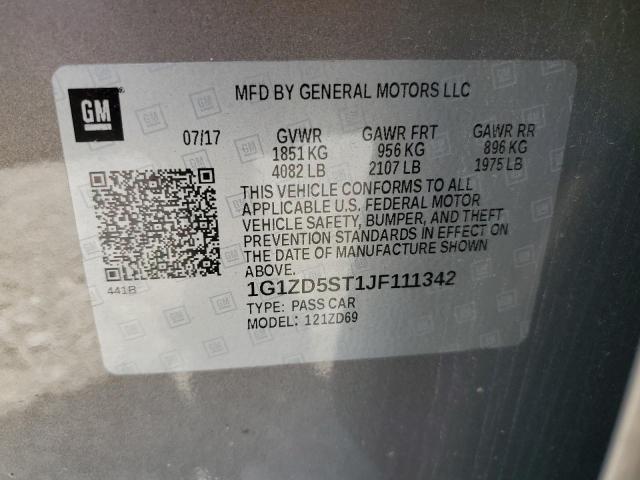 GM
MFD BY GENERAL MOTORS LLC
07/17 GVWR GAWR FRT GAWR RR
1851 KG 956 KG 896 KG
4082 LB 2107 LB 1975 LB
THIS VEHICLE CONFORMS TO ALL
APPLICABLE U.S. FEDERAL MOTOR
VEHICLE SAFETY, BUMPER, AND THEFT
PREVENTION STANDARDS IN EFFECT ON
THE DATE OF MANUFACTURE SHOWN
ABOVE.
441B
1G1ZD5ST1JF111342
TYPE: PASS CAR
MODEL: 121ZD69